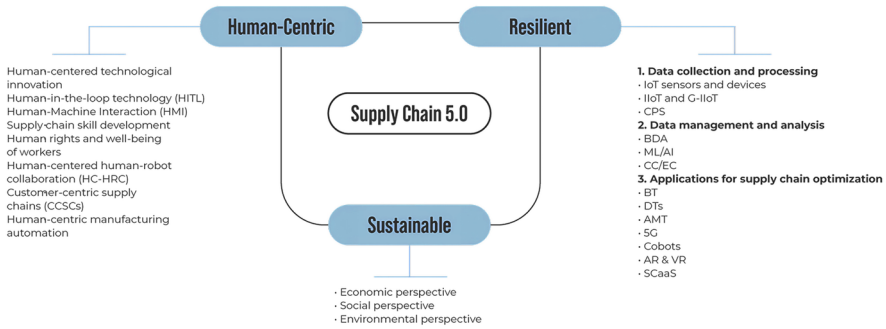 Human-Centric
Resilient
Supply Chain 5.0
Sustainable
Human-centered technological
innovation
Human-in-the-loop technology (HITL)
Human-Machine Interaction (HMI)
Supply-chain skill development
Human rights and well-being
of workers
Human-centered human-robot
collaboration (HC-HRC)
Customer-centric supply
chains (CCSCs)
Human-centric manufacturing
automation
1. Data collection and processing
• IoT sensors and devices
• IIoT and G-IIoT
• CPS
2. Data management and analysis
• BDA
• ML/AI
• CC/EC
3. Applications for supply chain optimization
• BT
• DTs
• AMT
• 5G
• Cobots
• AR & VR
• SCaaS
• Economic perspective
• Social perspective
• Environmental perspective